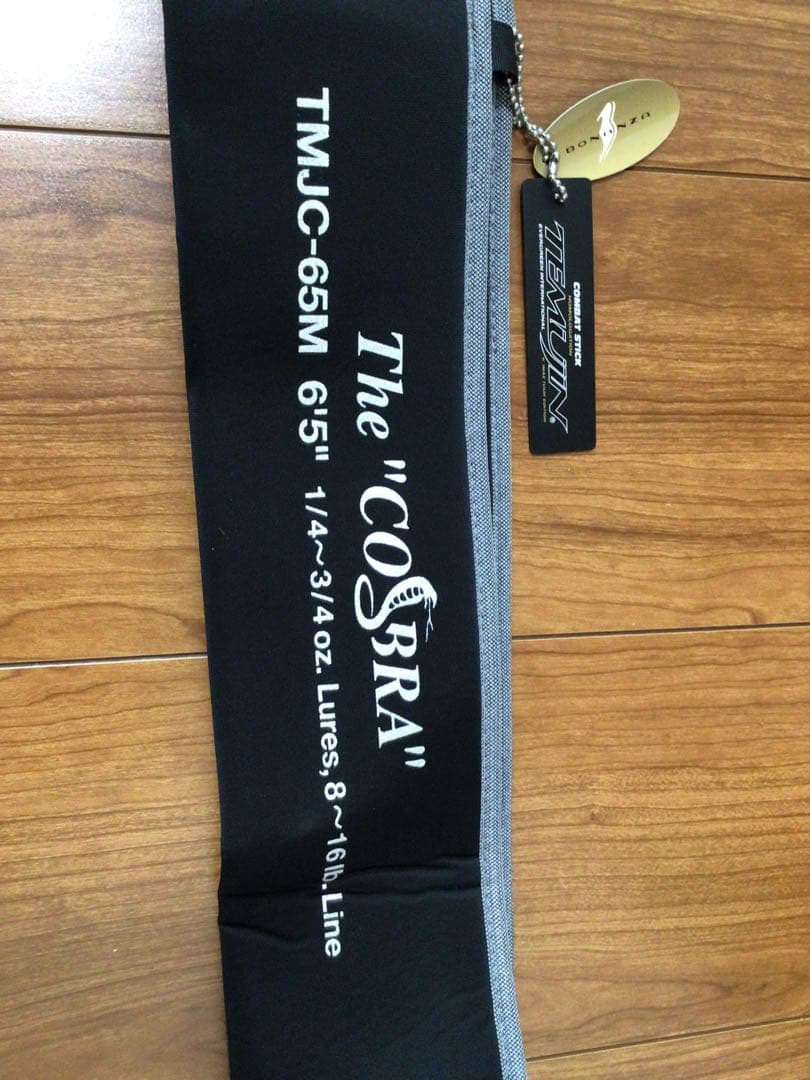 The "COBRA"
TMJC-65M 6'5" 1/4～3/4 oz. Lures, 8～16lb. Line
BONANZA
COMBAT STICK
HOMOLOGATION
TEMUJIN®
EVERGREEN INTERNATIONAL